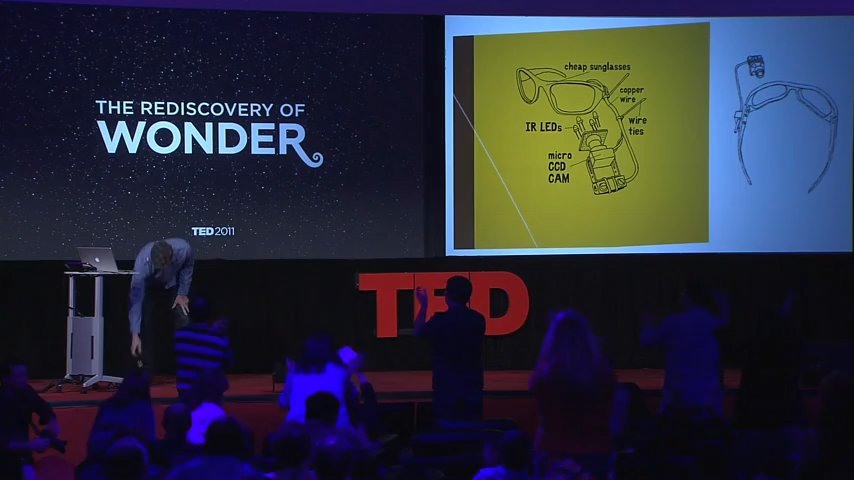 THE REDISCOVERY OF
WONDER
TED2011
cheap sunglasses
copper
wire
wire
ties
IR LEDs
micro
CCD
CAM
TED